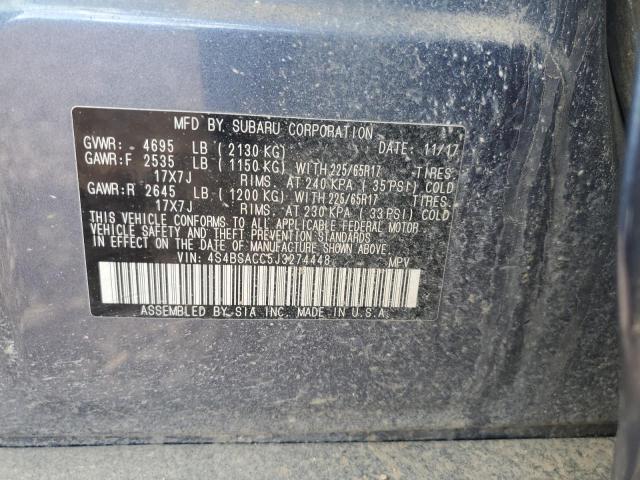 MFD BY. SUBARU CORPORATION DATE: 11/17
GVWR: 4695 LB ( 2130 KG)
GAWR:F 2535 LB ( 1150 KG) WITH 225/65R17 TIRES.
17X7J RIMS. AT 240 KPA ( 35 PSI) COLD
GAWR:R 2645 LB ( 1200 KG) WITH 225/65R17 TIRES.
17X7J RIMS. AT 230 KPA ( 33 PSI) COLD
THIS VEHICLE CONFORMS TO ALL APPLICABLE FEDERAL MOTOR
VEHICLE SAFETY AND THEFT PREVENTION STANDARDS
IN EFFECT ON THE DATE OF MANUFACTURE SHOWN ABOVE.
VIN: 4S4BSACC5J3274448 MPV
ASSEMBLED BY SIA INC. MADE IN U.S.A.